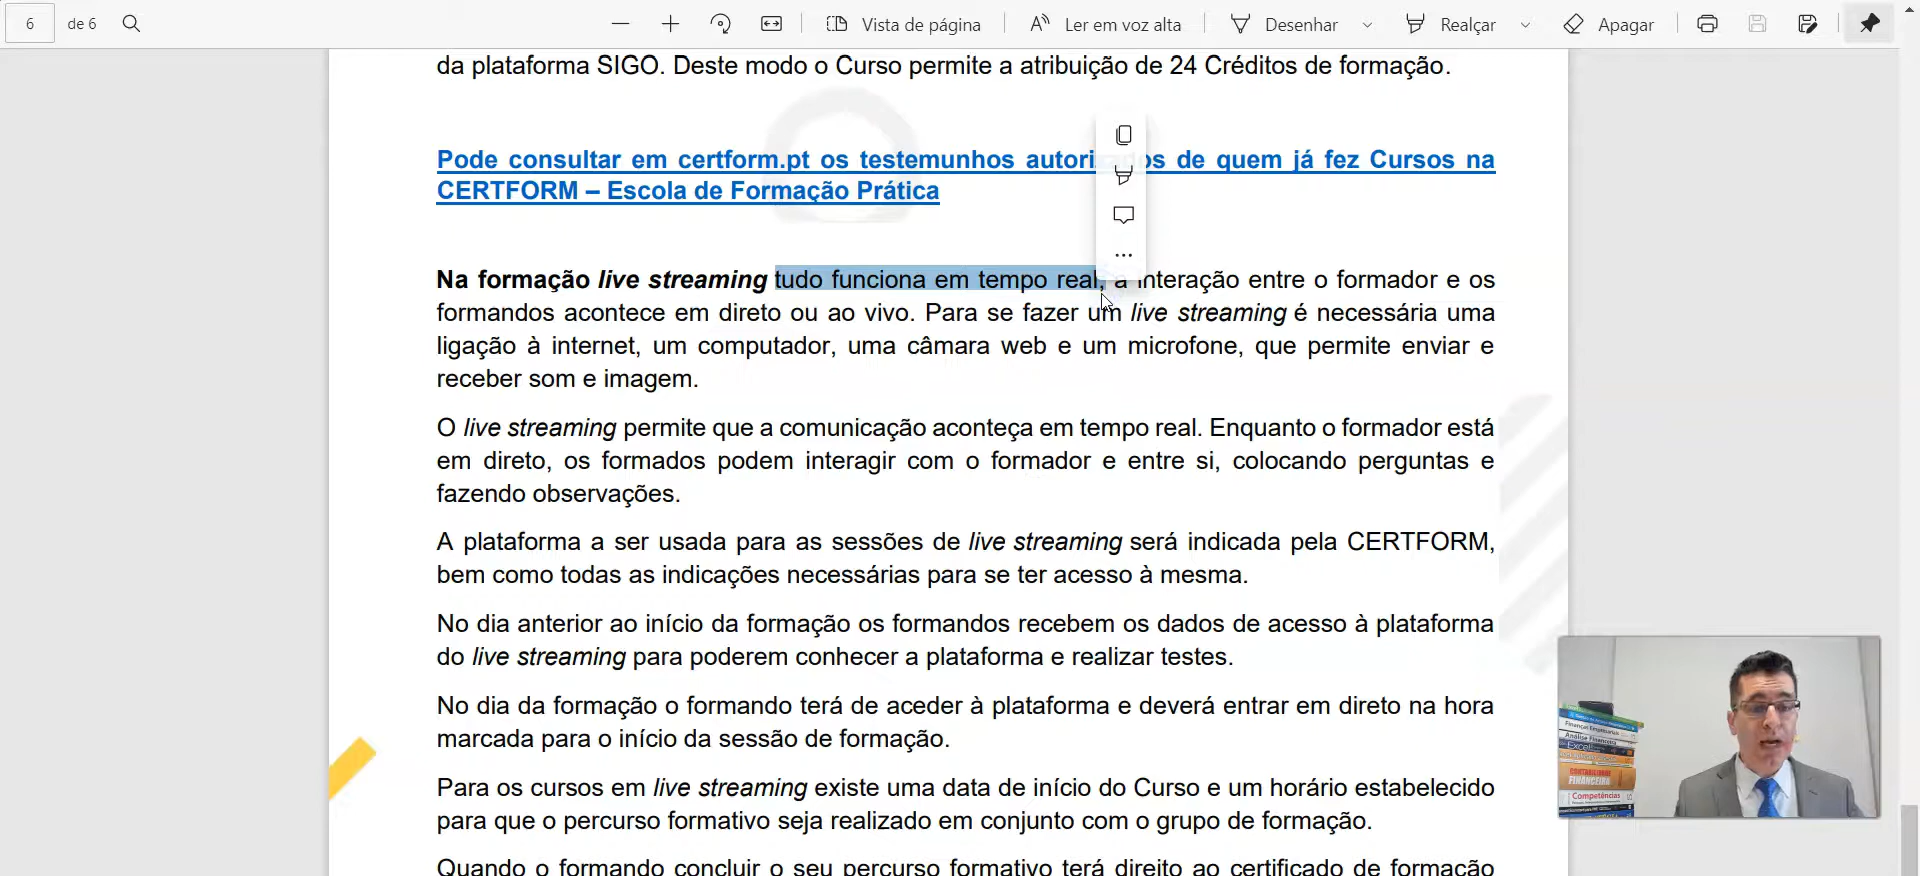 6 de 6 Vista de página Ler em voz alta Desenhar Realçar Apagar
da plataforma SIGO. Deste modo o Curso permite a atribuição de 24 Créditos de formação.
Pode consultar em certform.pt os testemunhos autorizados de quem já fez Cursos na
CERTFORM – Escola de Formação Prática
Na formação live streaming tudo funciona em tempo real, a interação entre o formador e os
formandos acontece em direto ou ao vivo. Para se fazer um live streaming é necessária uma
ligação à internet, um computador, uma câmara web e um microfone, que permite enviar e
receber som e imagem.
O live streaming permite que a comunicação aconteça em tempo real. Enquanto o formador está
em direto, os formados podem interagir com o formador e entre si, colocando perguntas e
fazendo observações.
A plataforma a ser usada para as sessões de live streaming será indicada pela CERTFORM,
bem como todas as indicações necessárias para se ter acesso à mesma.
No dia anterior ao início da formação os formandos recebem os dados de acesso à plataforma
do live streaming para poderem conhecer a plataforma e realizar testes.
No dia da formação o formando terá de aceder à plataforma e deverá entrar em direto na hora
marcada para o início da sessão de formação.
Para os cursos em live streaming existe uma data de início do Curso e um horário estabelecido
para que o percurso formativo seja realizado em conjunto com o grupo de formação.
Quando o formando concluir o seu percurso formativo terá direito ao certificado de formação
Finanças Empresariais
Análise Financeira
Excel
CONTABILIDADE
FINANCEIRA
Competências